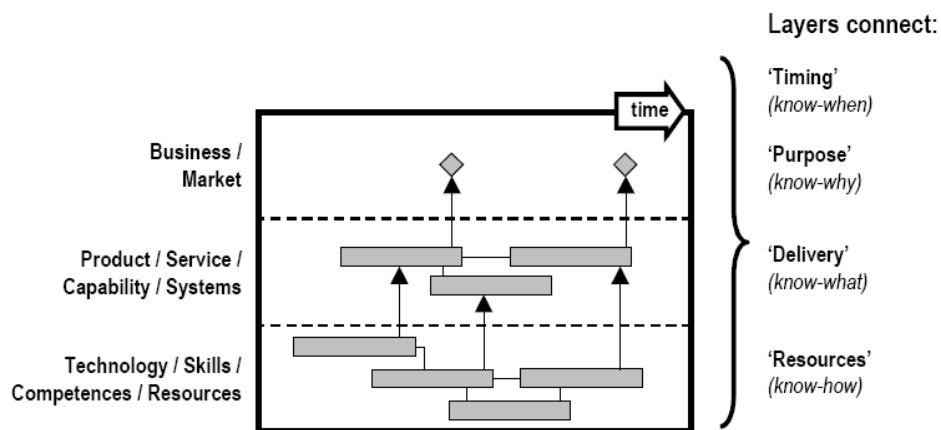 Layers connect:
time
‘Timing’
(know-when)
Business /
Market
‘Purpose’
(know-why)
Product / Service /
Capability / Systems
‘Delivery’
(know-what)
Technology / Skills /
Competences / Resources
‘Resources’
(know-how)